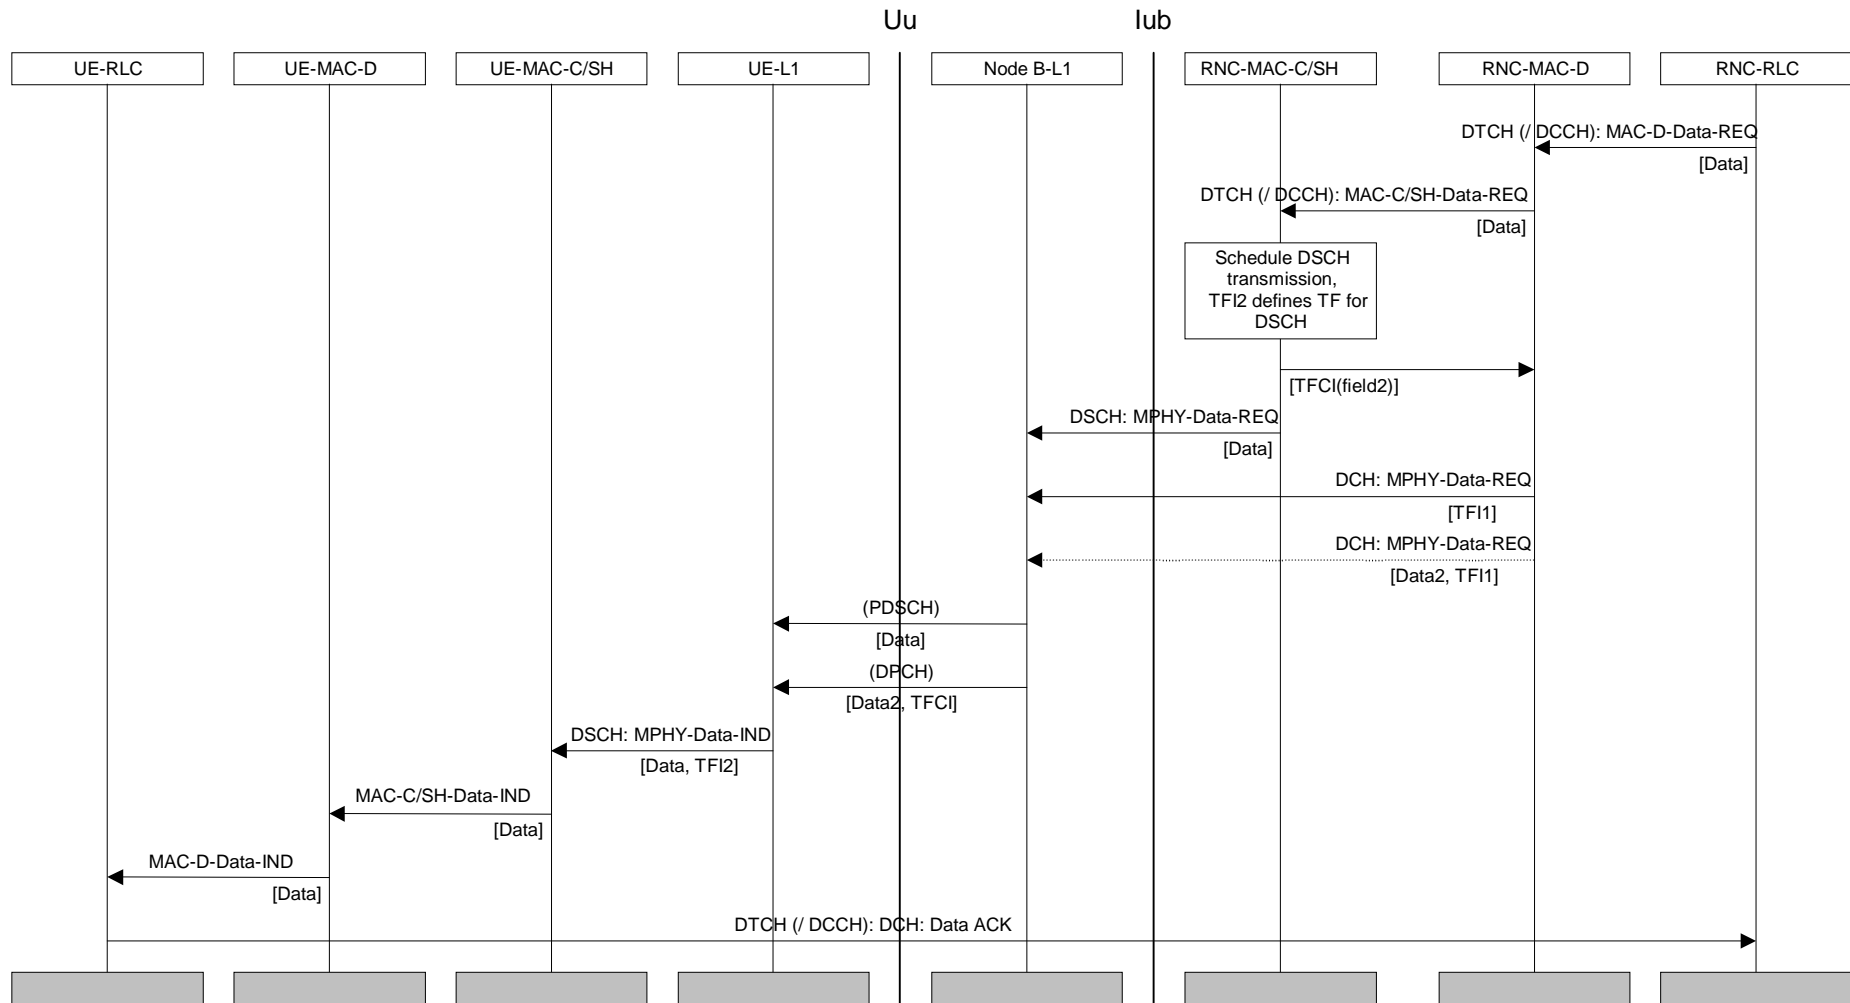 Uu
Iub
UE-RLC
UE-MAC-D
UE-MAC-C/SH
UE-L1
Node B-L1
RNC-MAC-C/SH
RNC-MAC-D
RNC-RLC
DTCH (/ DCCH): MAC-D-Data-REQ
[Data]
DTCH (/ DCCH): MAC-C/SH-Data-REQ
[Data]
Schedule DSCH
transmission,
TFI2 defines TF for
DSCH
[TFCI(field2)]
DSCH: MPHY-Data-REQ
[Data]
DCH: MPHY-Data-REQ
[TFI1]
DCH: MPHY-Data-REQ
[Data2, TFI1]
(PDSCH)
[Data]
(DPCH)
[Data2, TFCI]
DSCH: MPHY-Data-IND
[Data, TFI2]
MAC-C/SH-Data-IND
[Data]
MAC-D-Data-IND
[Data]
DTCH (/ DCCH): DCH: Data ACK